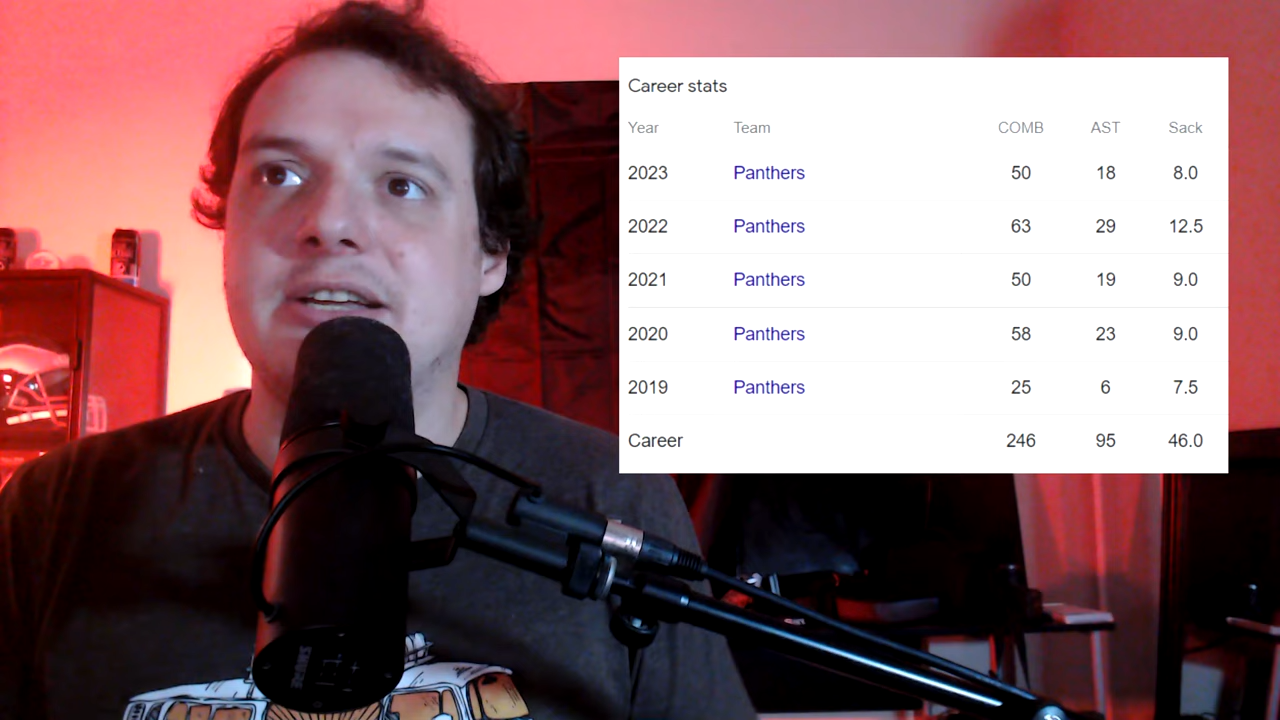 Career stats
Year Team COMB AST Sack
2023 Panthers 50 18 8.0
2022 Panthers 63 29 12.5
2021 Panthers 50 19 9.0
2020 Panthers 58 23 9.0
2019 Panthers 25 6 7.5
Career 246 95 46.0